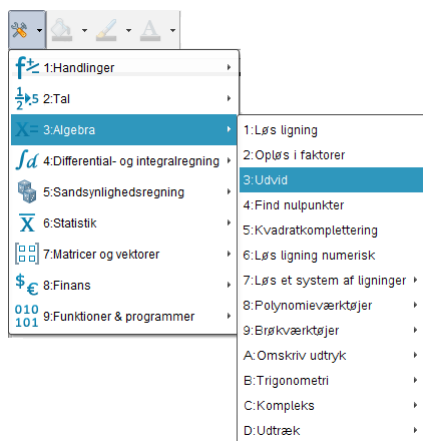 1:Handlinger
2:Tal
3:Algebra
4:Differential- og integralregning
5:Sandsynlighedsregning
6:Statistik
7:Matricer og vektorer
8:Finans
9:Funktioner & programmer
1:Løs ligning
2:Opløs i faktorer
3:Udvid
4:Find nulpunkter
5:Kvadratkomplettering
6:Løs ligning numerisk
7:Løs et system af ligninger
8:Polynomieværktøjer
9:Brøkværktøjer
A:Omskriv udtryk
B:Trigonometri
C:Kompleks
D:Udtræk